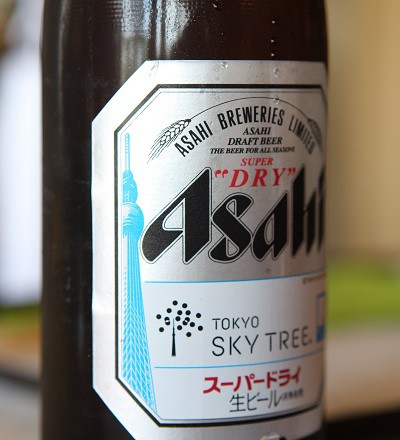 ASAHI BREWERIES LIMITED
ASAHI
DRAFT BEER
THE BEER FOR ALL SEASONS
SUPER
"DRY"
Asahi
TOKYO
SKY TREE
スーパードライ
生ビール